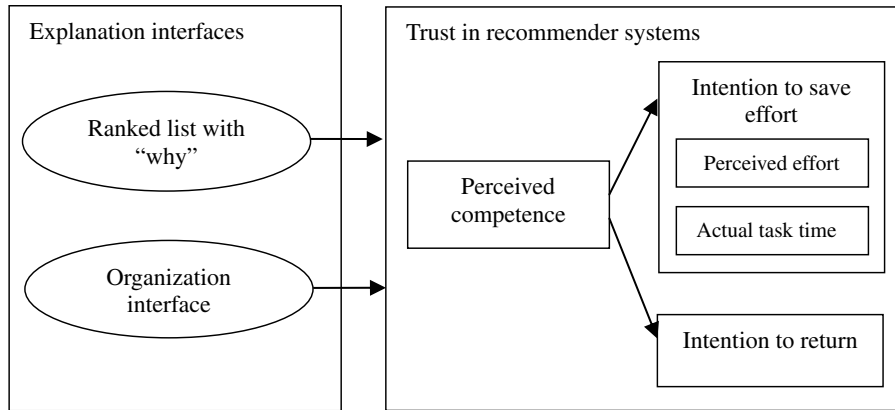 Explanation interfaces
Ranked list with
“why”
Organization
interface
Trust in recommender systems
Perceived
competence
Intention to save
effort
Perceived effort
Actual task time
Intention to return